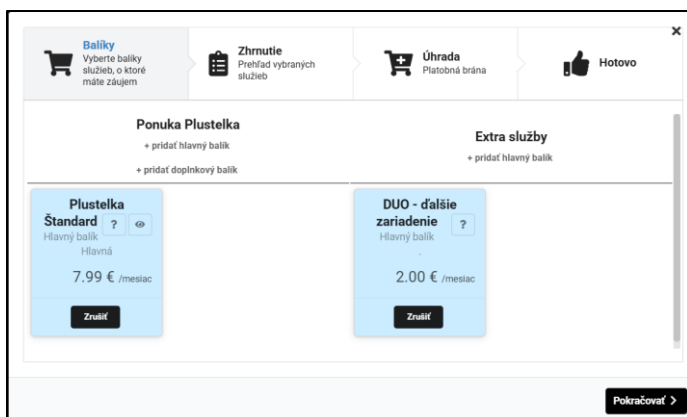 Balíky
Vyberte balíky
služieb, o ktoré
máte záujem
Zhrnutie
Prehľad vybraných
služieb
Úhrada
Platobná brána
Hotovo
Ponuka Plustelka
+ pridať hlavný balík
+ pridať doplnkový balík
Extra služby
+ pridať hlavný balík
Plustelka
Štandard ?
Hlavný balík
Hlavná
7.99 € /mesiac
Zrušiť
DUO - ďalšie
zariadenie ?
Hlavný balík
.
2.00 € /mesiac
Zrušiť
Pokračovať